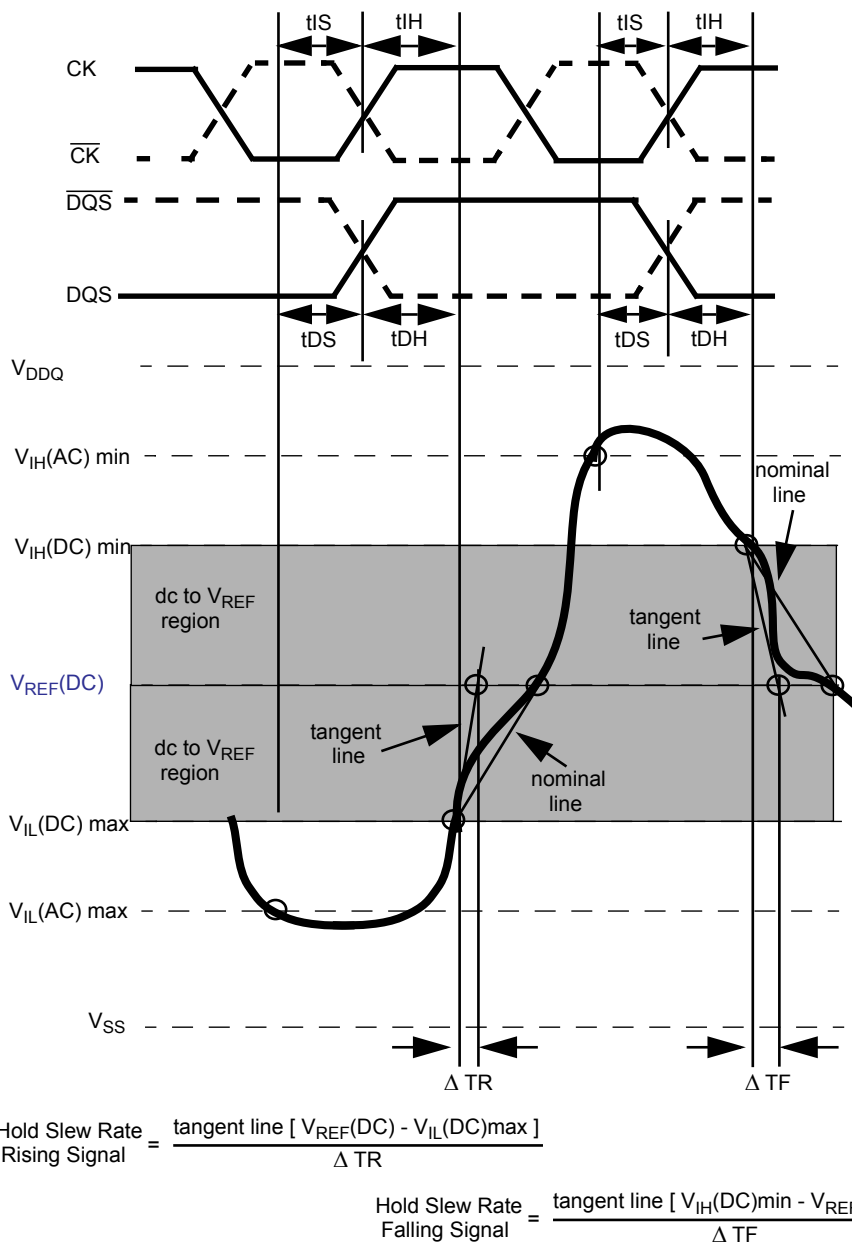 tIS tIH tIS tIH
CK
CK
DQS
DQS
tDS tDH tDS tDH
VDDQ
VIH(AC) min
nominal
line
VIH(DC) min
dc to VREF
region
tangent
line
VREF(DC)
tangent
line
dc to VREF
region
nominal
line
VIL(DC) max
VIL(AC) max
VSS
Δ TR Δ TF
Hold Slew Rate
Rising Signal
=
tangent line [ VREF(DC) - VIL(DC)max ]
Δ TR
Hold Slew Rate
Falling Signal
=
tangent line [ VIH(DC)min - VREF
Δ TF